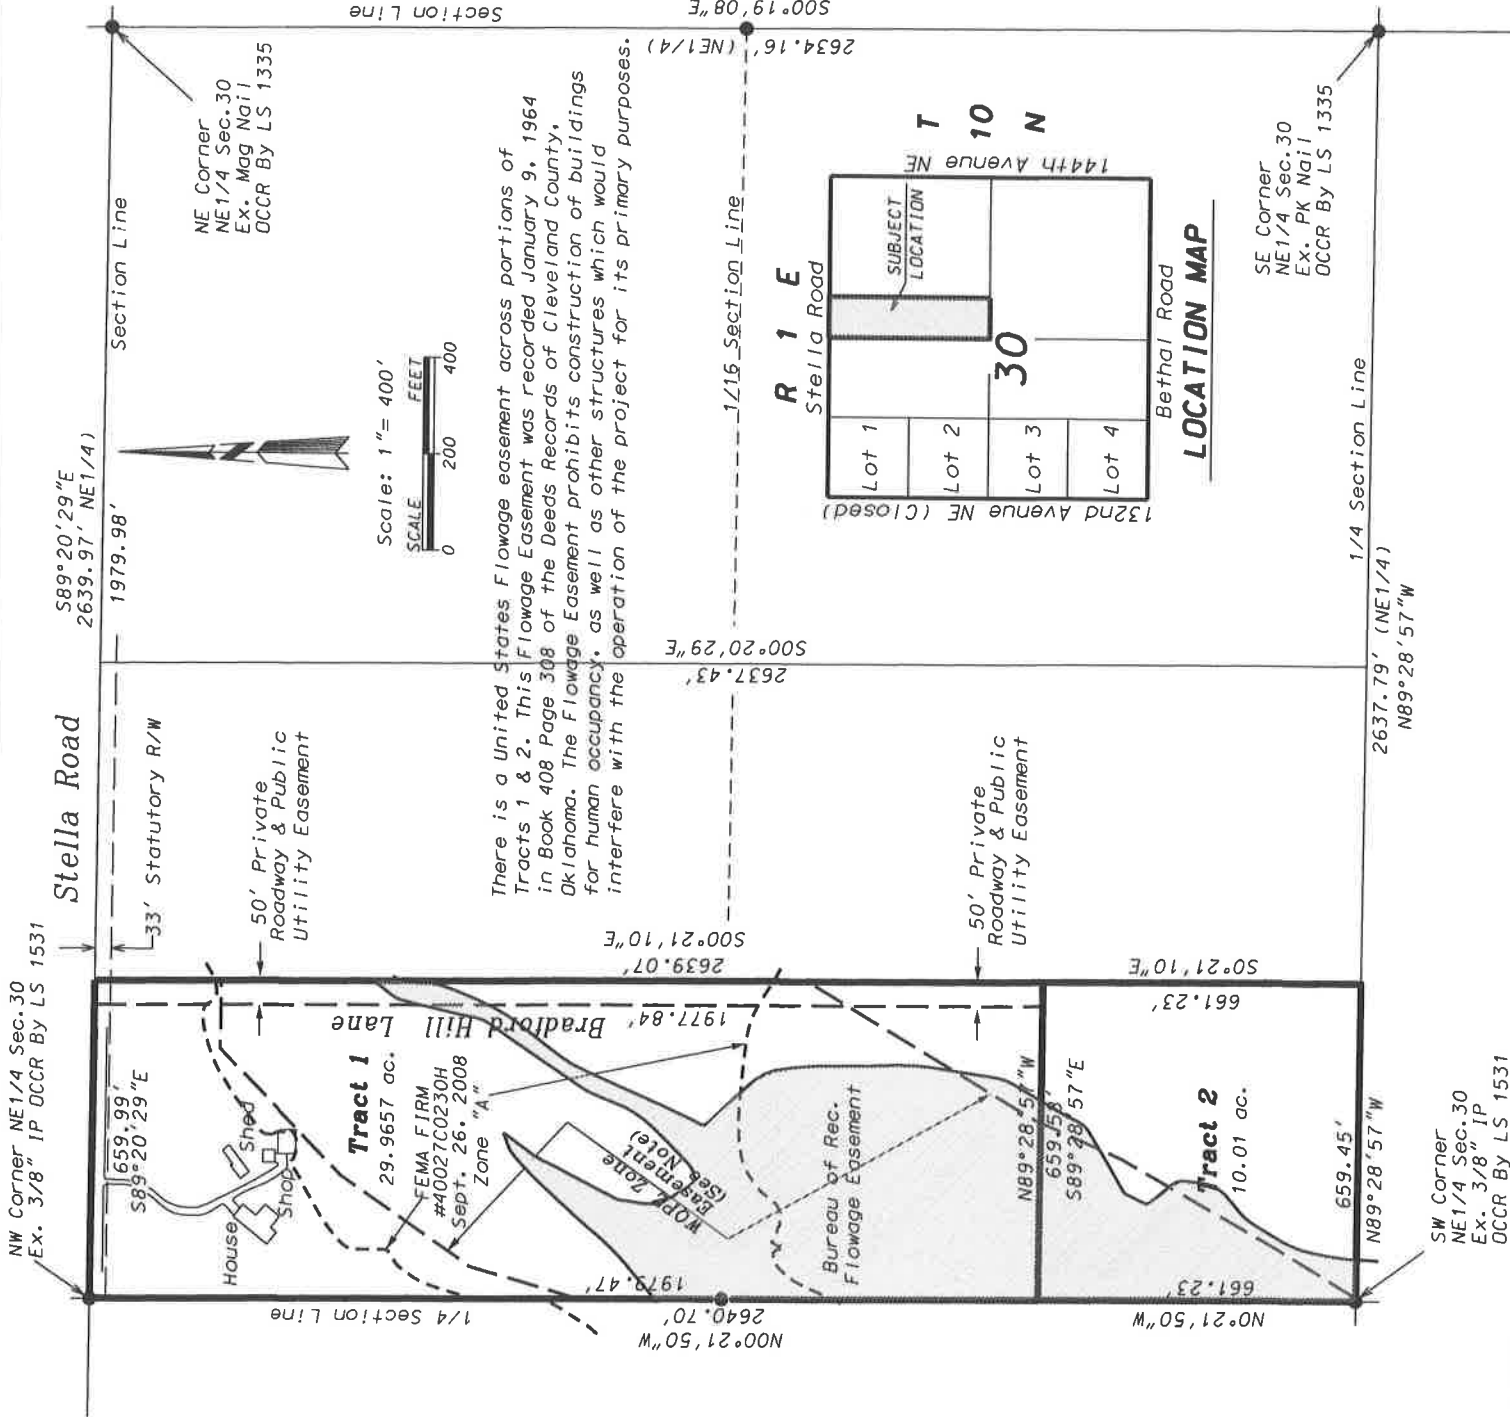 NW Corner NE1/4 Sec.30
Ex. 3/8" IP OCCR By LS 1531
Stella Road
S89°20'29"E
2639.97' NE1/4)
1979.98'
Section Line
33' Statutory R/W
NE Corner
NE1/4 Sec.30
Ex. Mag Nail
OCCR By LS 1335
Section Line
S00°19'08"E
2634.16' (NE1/4)
659.99'
S89°20'29"E
House
Shed
Shop
50' Private
Roadway & Public
Utility Easement
Tract 1
29.9657 ac.
FEMA FIRM
#40027C0230H
Sept. 26. 2008
Zone "A"
Bradford Hill Lane
1977.84'
2639.07'
S00°21'10"E
Scale: 1"= 400'
SCALE FEET
0 200 400
There is a United States Flowage easement across portions of
Tracts 1 & 2. This Flowage Easement was recorded January 9. 1964
in Book 408 Page 308 of the Deeds Records of Cleveland County.
Oklahoma. The Flowage Easement prohibits construction of buildings
for human occupancy. as well as other structures which would
interfere with the operation of the project for its primary purposes.
1/4 Section Line
1979.47'
2640.70'
N00°21'50"W
WQPZ Zone
Easement
(See Note)
2637.43'
S00°20'29"E
1/16 Section Line
Bureau of Rec.
Flowage Easement
50' Private
Roadway & Public
Utility Easement
R 1 E
Stella Road
T
10
N
132nd Avenue NE (Closed)
144th Avenue NE
Lot 1
Lot 2
Lot 3
Lot 4
SUBJECT
LOCATION
30
Bethal Road
LOCATION MAP
N89°28'57"W
659.58'
S89°28'57"E
Tract 2
10.01 ac.
661.23'
N0°21'50"W
661.23'
S0°21'10"E
659.45'
N89°28'57"W
1/4 Section Line
2637.79' (NE1/4)
N89°28'57"W
SE Corner
NE1/4 Sec.30
Ex. PK Nail
OCCR By LS 1335
SW Corner
NE1/4 Sec.30
Ex. 3/8" IP
OCCR By LS 1531